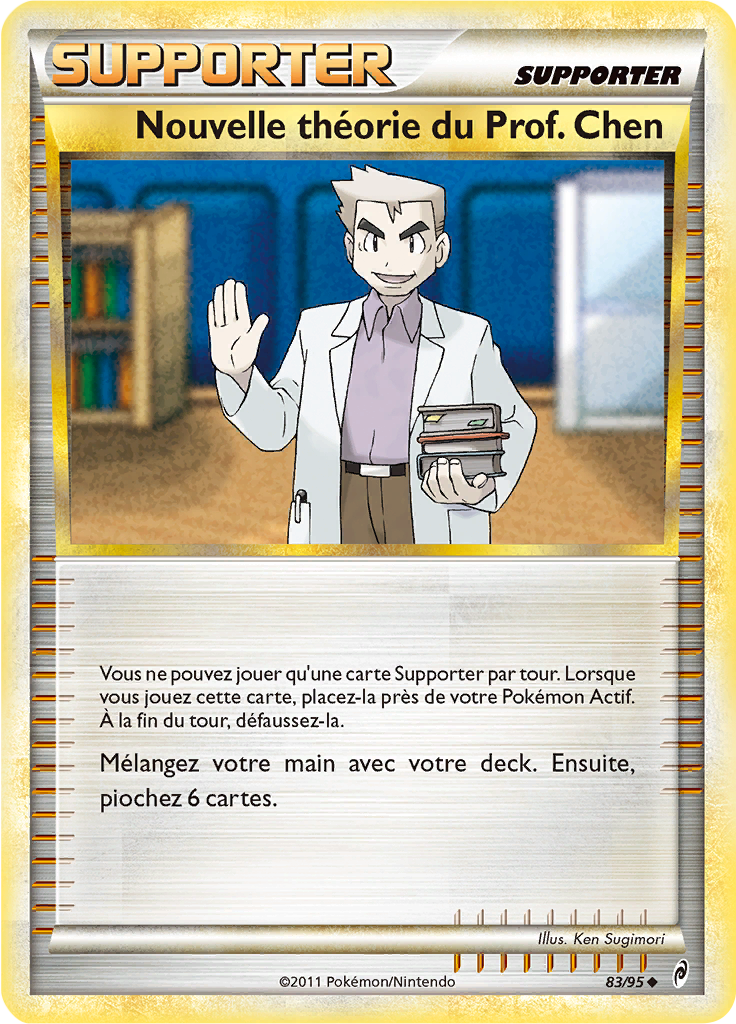 SUPPORTER
SUPPORTER
Nouvelle théorie du Prof. Chen
Vous ne pouvez jouer qu'une carte Supporter par tour. Lorsque
vous jouez cette carte, placez-la près de votre Pokémon Actif.
À la fin du tour, défaussez-la.
Mélangez votre main avec votre deck. Ensuite,
piochez 6 cartes.
Illus. Ken Sugimori
©2011 Pokémon/Nintendo
83/95